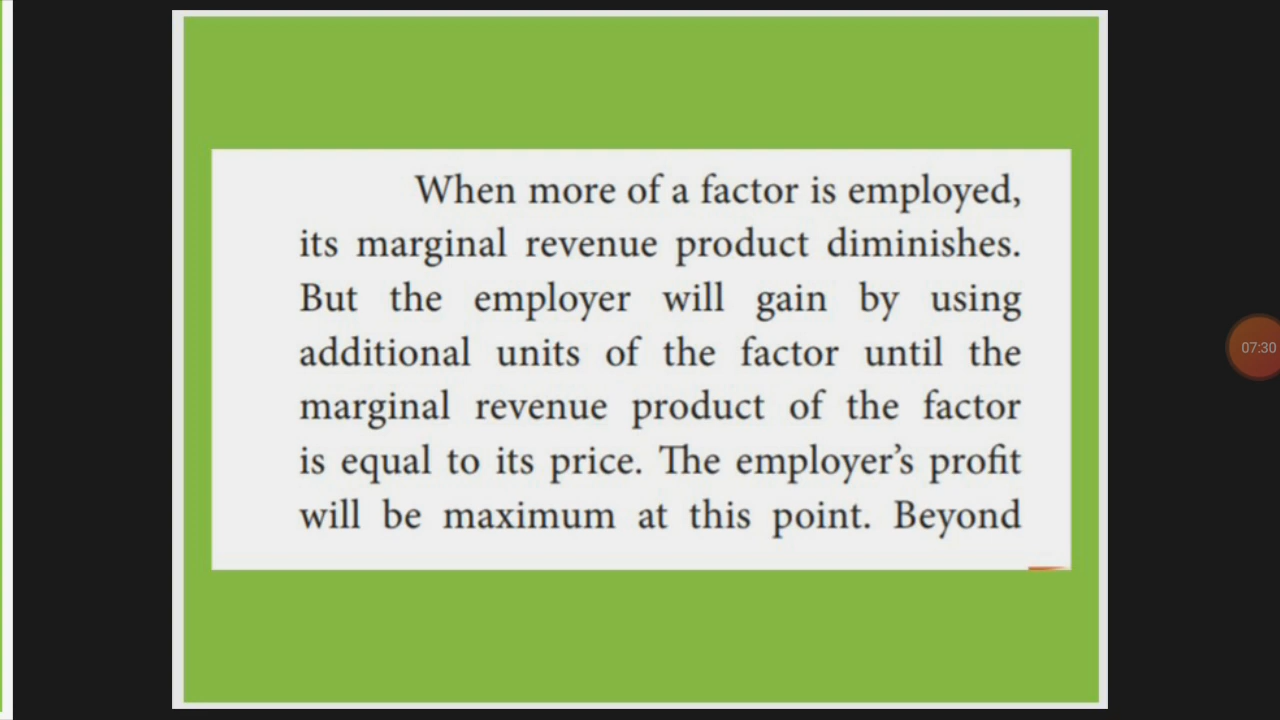 When more of a factor is employed,
its marginal revenue product diminishes.
But the employer will gain by using
additional units of the factor until the
marginal revenue product of the factor
is equal to its price. The employer’s profit
will be maximum at this point. Beyond
07:30